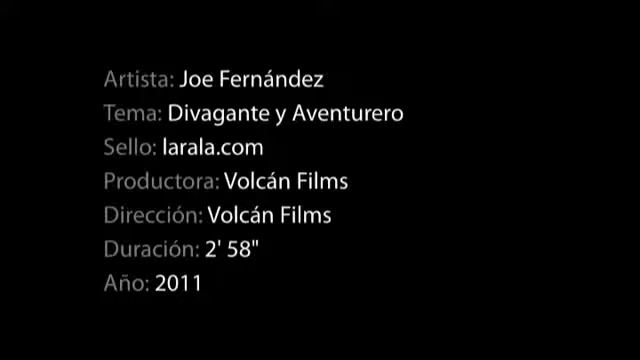 Artista: Joe Fernández
Tema: Divagante y Aventurero
Sello: larala.com
Productora: Volcán Films
Dirección: Volcán Films
Duración: 2' 58"
Año: 2011